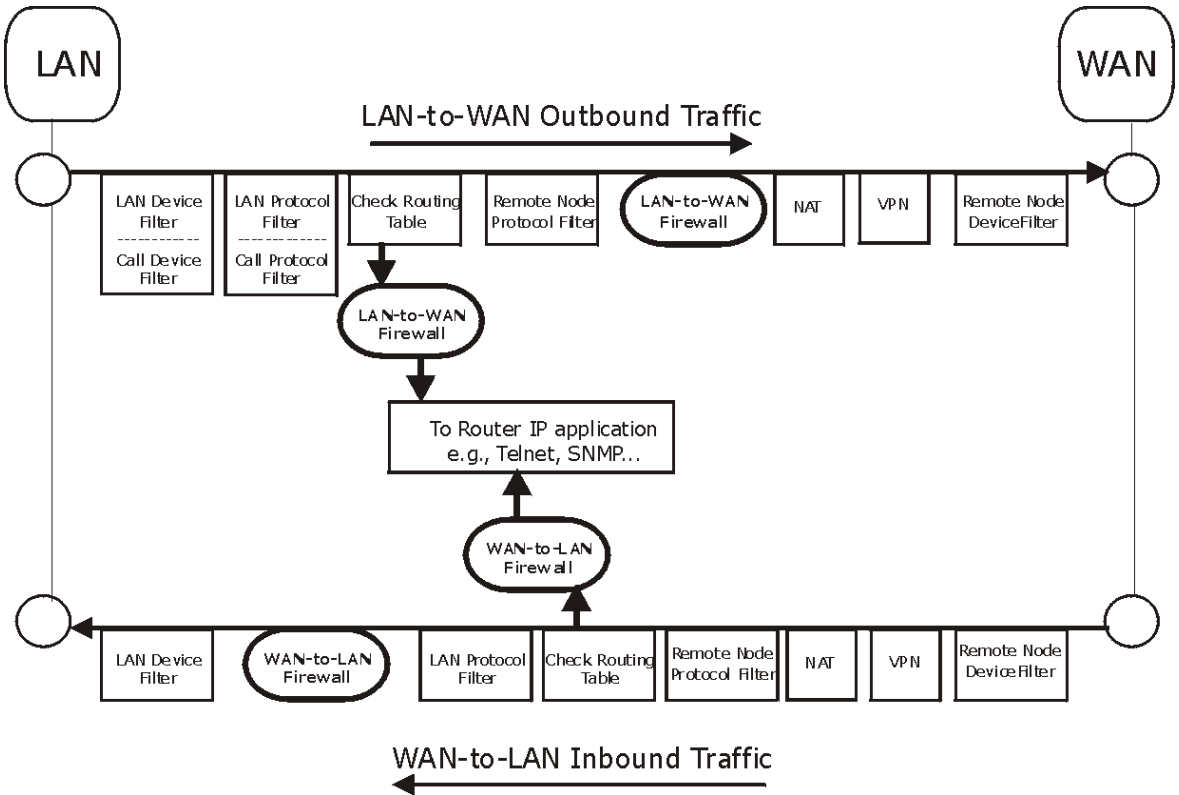 LAN
WAN
LAN-to-WAN Outbound Traffic
LAN Device
Filter
Call Device
Filter
LAN Protocol
Filter
Call Protocol
Filter
Check Routing
Table
Remote Node
Protocol Filter
LAN-to-WAN
Firewall
NAT
VPN
Remote Node
DeviceFilter
LAN-to-WAN
Firewall
To Router IP application
e.g., Telnet, SNMP...
WAN-to-LAN
Firewall
LAN Device
Filter
WAN-to-LAN
Firewall
LAN Protocol
Filter
Check Routing
Table
Remote Node
Protocol Filter
NAT
VPN
Remote Node
DeviceFilter
WAN-to-LAN Inbound Traffic